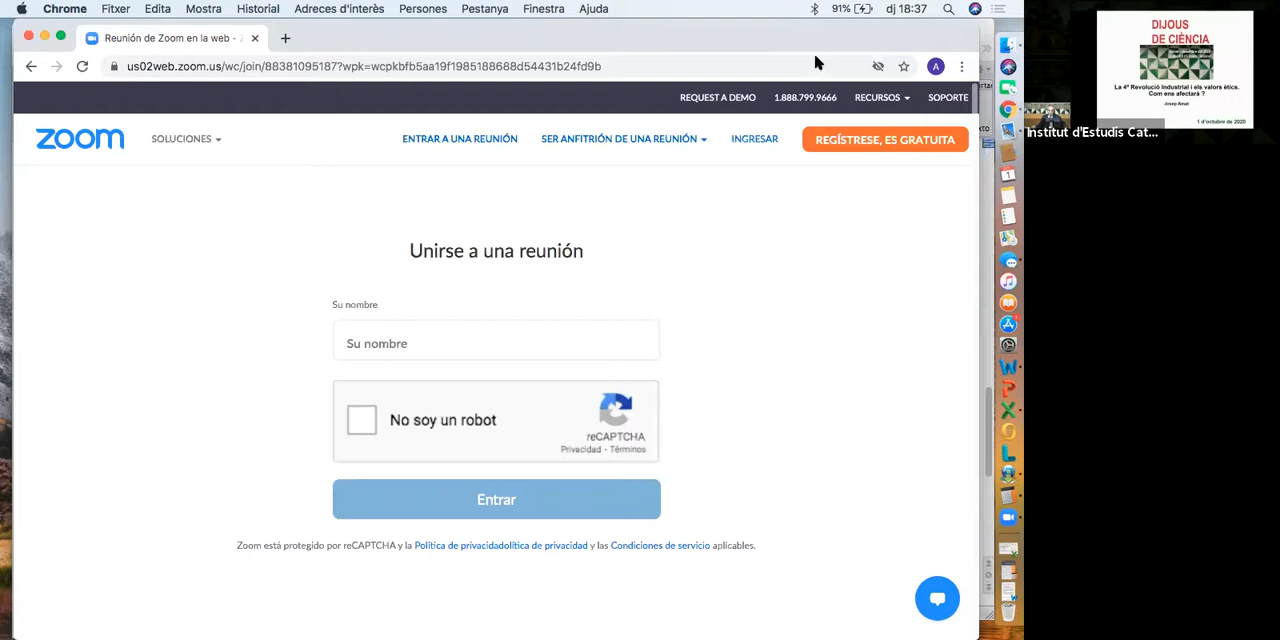 Chrome Fitxer Edita Mostra Historial Adreces d'interès Persones Pestanya Finestra Ajuda 91% dj 18:37
Reunión de Zoom en la web -
us02web.zoom.us/wc/join/88381095187?wpk=wcpkbfb5aa19f19c
d54431b24fd9b
A
REQUEST A DEMO 1.888.799.9666 RECURSOS SOPORTE
zoom SOLUCIONES ENTRAR A UNA REUNIÓN SER ANFITRIÓN DE UNA REUNIÓN INGRESAR REGÍSTRESE, ES GRATUITA
Unirse a una reunión
Su nombre
Su nombre
No soy un robot
reCAPTCHA
Privacidad - Términos
Entrar
Zoom está protegido por reCAPTCHA y la Política de privacidadolítica de privacidad y las Condiciones de servicio aplicables.
DIJOUS
DE CIÈNCIA
La 4ª Revolució Industrial i els valors ètics.
Com ens afectarà ?
Josep Amat
1 d'octubre de 2020
Institut d'Estudis Cat...